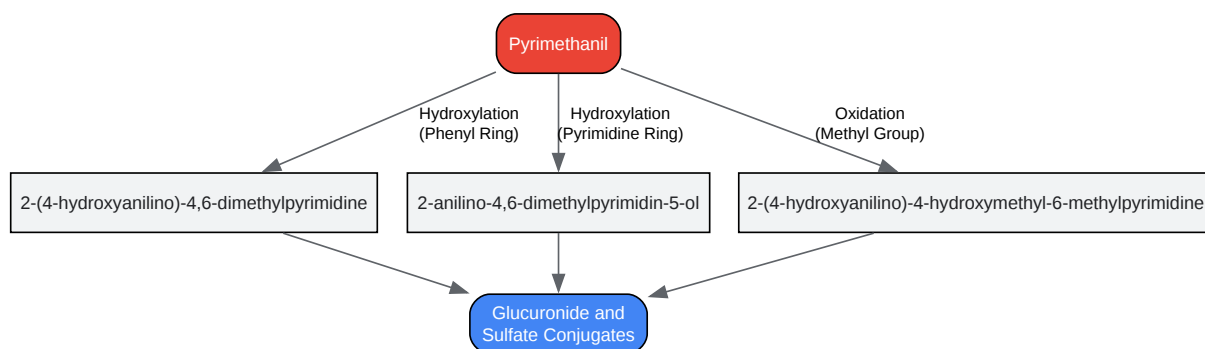 Pyrimethanil
Hydroxylation
(Phenyl Ring)
Hydroxylation
(Pyrimidine Ring)
Oxidation
(Methyl Group)
2-(4-hydroxyanilino)-4,6-dimethylpyrimidine
2-anilino-4,6-dimethylpyrimidin-5-ol
2-(4-hydroxyanilino)-4-hydroxymethyl-6-methylpyrimidine
Glucuronide and
Sulfate Conjugates